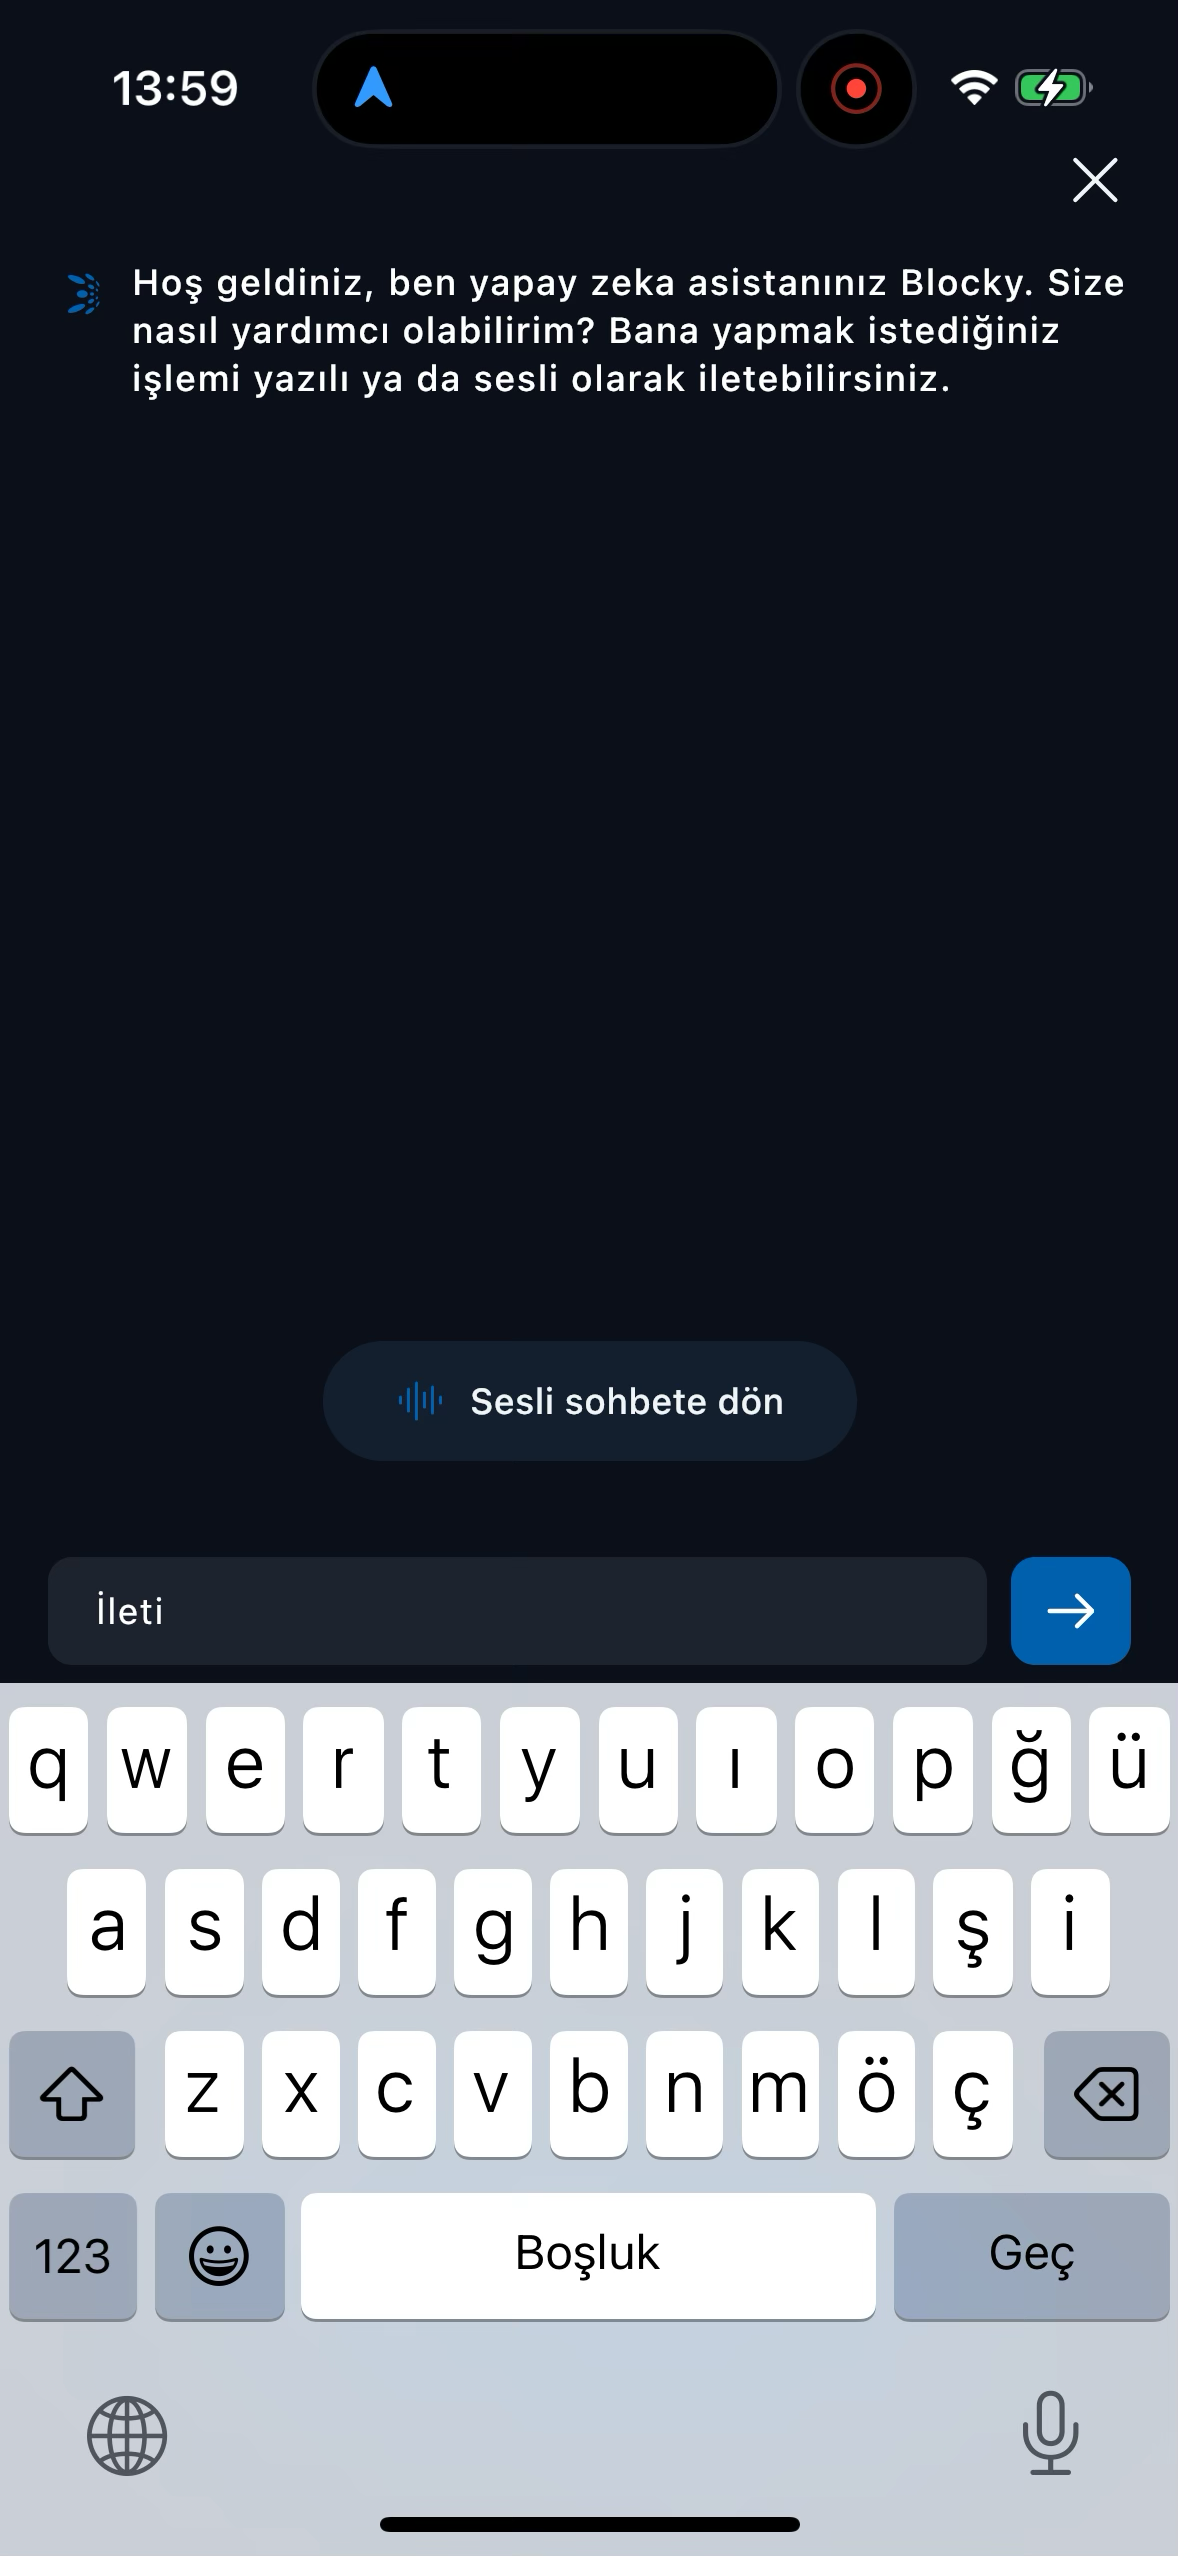 13:59
Hoş geldiniz, ben yapay zeka asistanınız Blocky. Size
nasıl yardımcı olabilirim? Bana yapmak istediğiniz
işlemi yazılı ya da sesli olarak iletebilirsiniz.
Sesli sohbete dön
İleti
q w e r t y u ı o p ğ ü
a s d f g h j k l ş i
z x c v b n m ö ç
123 Boşluk Geç